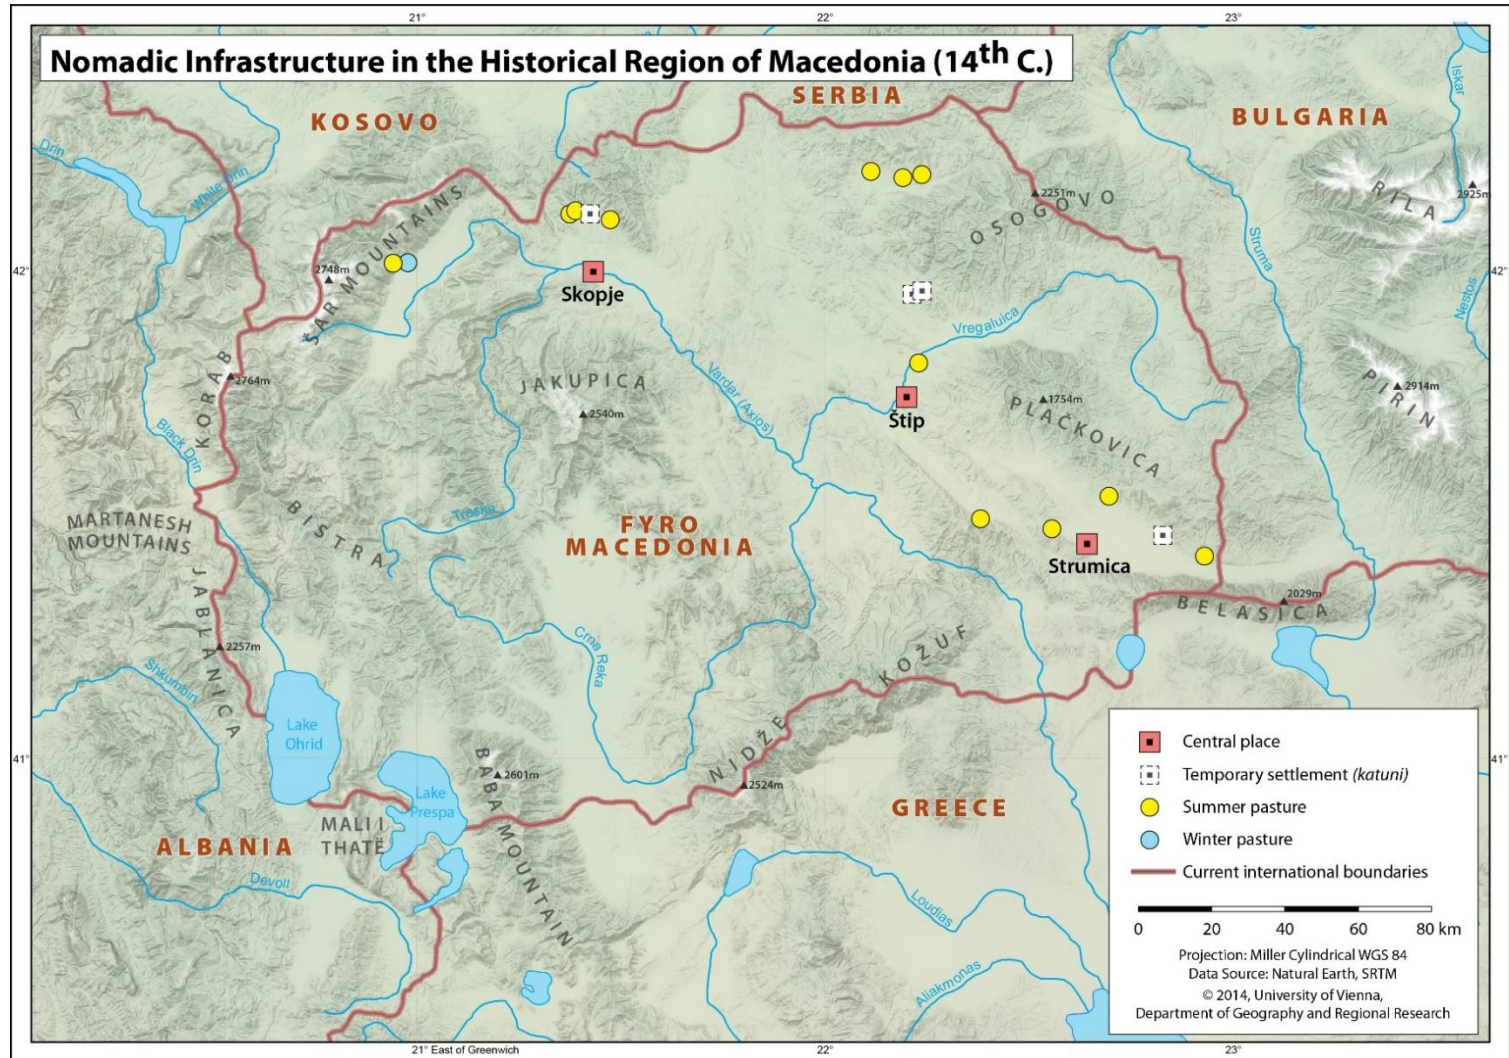 21°
22°
23°
Nomadic Infrastructure in the Historical Region of Macedonia (14th C.)
SERBIA
KOSOVO
BULGARIA
Iskar
Drin
White Drin
RILA
2925m
2251m
OSOGOVO
ŠAR MOUNTAINS
Struma
42°
42°
2748m
Skopje
Nestos
Vregaluica
KORAB
2764m
JAKUPICA
2540m
Vardar (Axios)
Štip
1754m
PLAČKOVICA
2914m
PIRIN
Black Drin
MARTANESH
MOUNTAINS
BISTRA
Treska
FYRO
MACEDONIA
Strumica
JABLANICA
2257m
2029m
BELASICA
Crna Reka
KOŽUF
Shkumbin
Lake
Ohrid
NIDŽE
2524m
41°
41°
BABA MOUNTAIN
2601m
Lake
Prespa
MALI I
THATË
ALBANIA
GREECE
Devoll
Loudias
Aliakmonas
Central place
Temporary settlement (katuni)
Summer pasture
Winter pasture
Current international boundaries
0 20 40 60 80 km
Projection: Miller Cylindrical WGS 84
Data Source: Natural Earth, SRTM
© 2014, University of Vienna,
Department of Geography and Regional Research
21° East of Greenwich
22°
23°